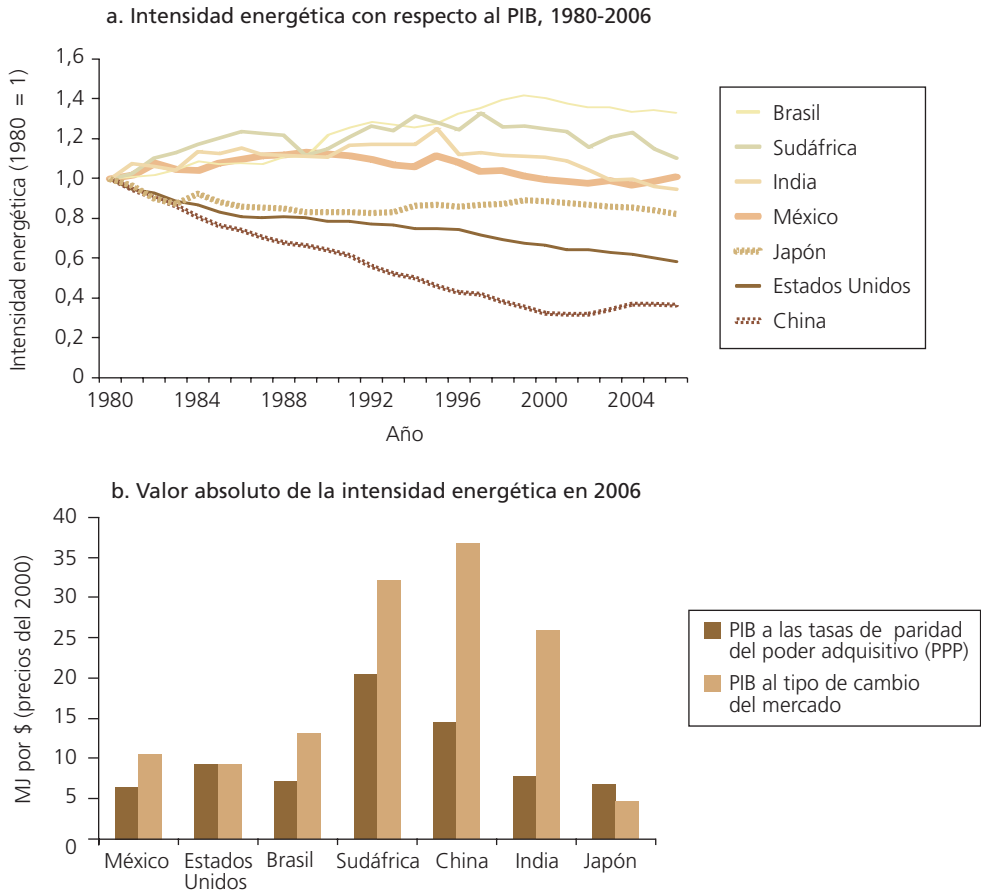 a. Intensidad energética con respecto al PIB, 1980-2006
Intensidad energética (1980 = 1)
1,6
1,4
1,2
1,0
0,8
0,6
0,4
0,2
0
1980 1984 1988 1992 1996 2000 2004
Año
Brasil
Sudáfrica
India
México
Japón
Estados Unidos
China
b. Valor absoluto de la intensidad energética en 2006
MJ por $ (precios del 2000)
40
35
30
25
20
15
10
5
0
México Estados Brasil Sudáfrica China India Japón
Unidos
PIB a las tasas de paridad
del poder adquisitivo (PPP)
PIB al tipo de cambio
del mercado